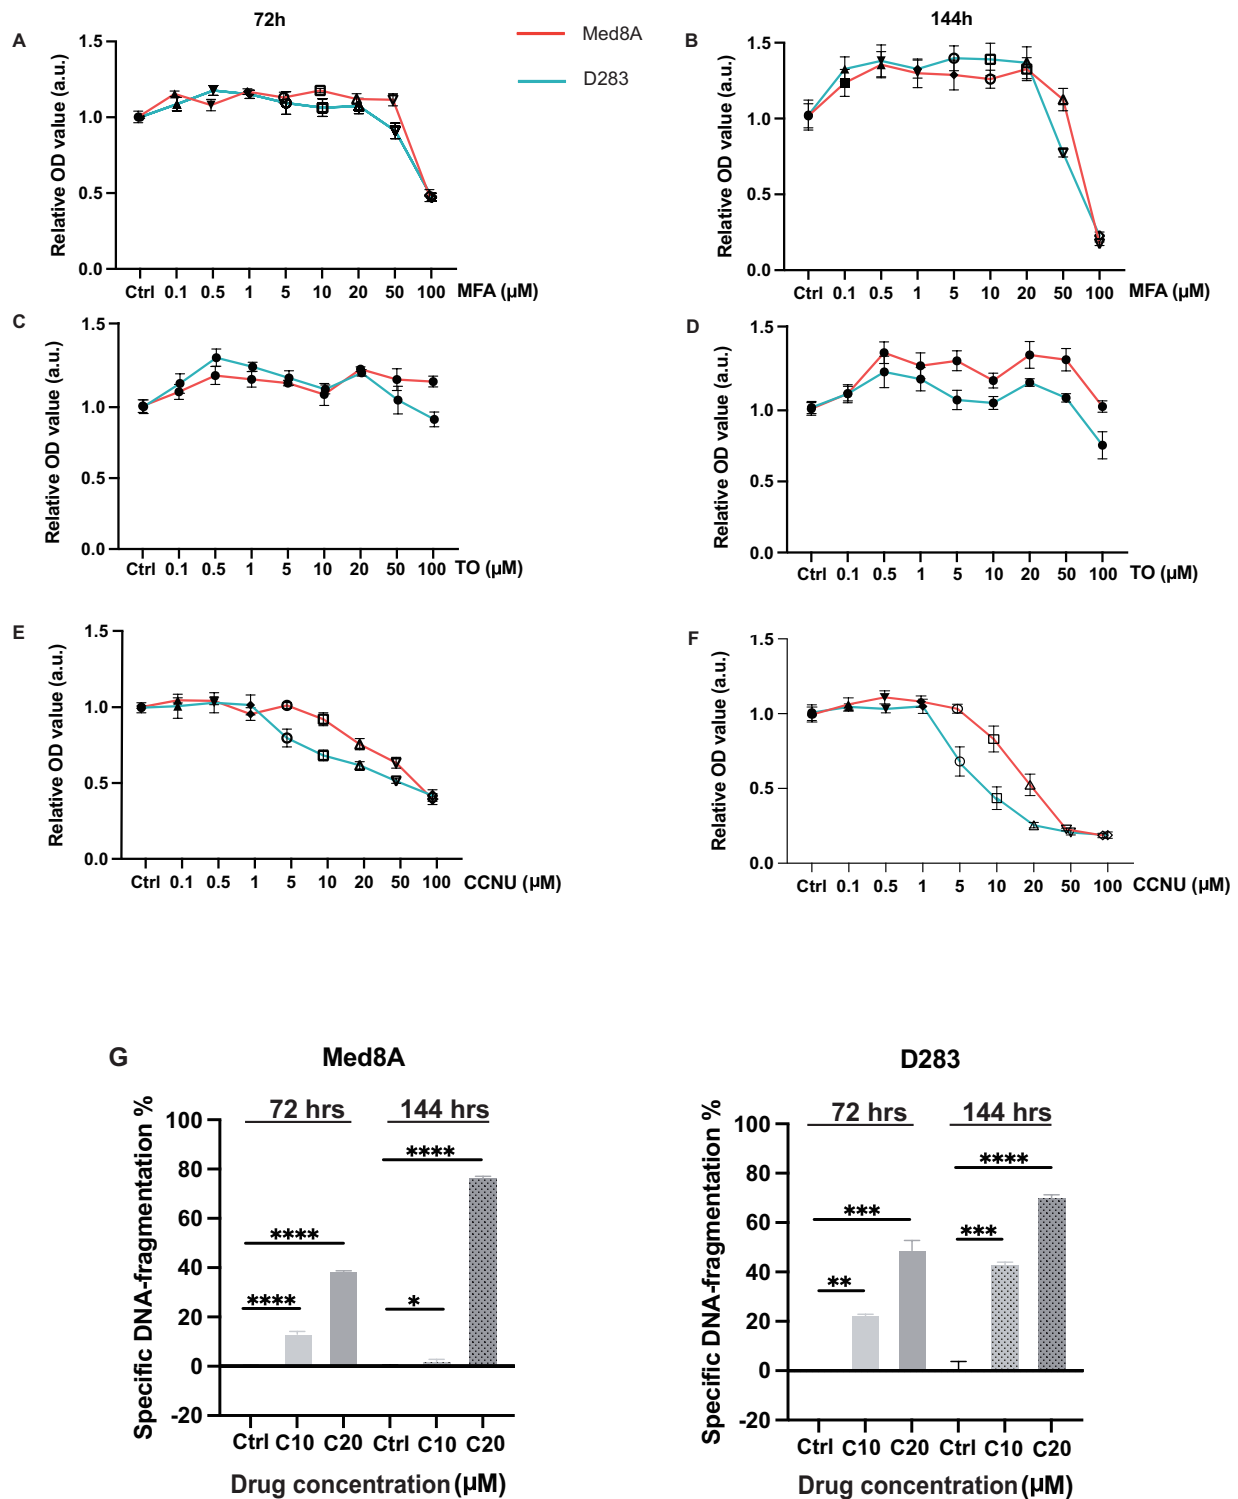 72h
144h
Med8A
D283
A
Relative OD value (a.u.)
1.5
1.0
0.5
0.0
Ctrl 0.1 0.5 1 5 10 20 50 100 MFA (µM)
B
Relative OD value (a.u.)
1.5
1.0
0.5
0.0
Ctrl 0.1 0.5 1 5 10 20 50 100 MFA (µM)
C
Relative OD value (a.u.)
1.5
1.0
0.5
0.0
Ctrl 0.1 0.5 1 5 10 20 50 100 TO (µM)
D
Relative OD value (a.u.)
1.5
1.0
0.5
0.0
Ctrl 0.1 0.5 1 5 10 20 50 100 TO (µM)
E
Relative OD value (a.u.)
1.5
1.0
0.5
0.0
Ctrl 0.1 0.5 1 5 10 20 50 100 CCNU (µM)
F
Relative OD value (a.u.)
1.5
1.0
0.5
0.0
Ctrl 0.1 0.5 1 5 10 20 50 100 CCNU (µM)
G
Med8A
Specific DNA-fragmentation %
100
80
60
40
20
0
-20
72 hrs 144 hrs
****
****
****
*
Ctrl C10 C20 Ctrl C10 C20
Drug concentration (µM)
D283
Specific DNA-fragmentation %
100
80
60
40
20
0
-20
72 hrs 144 hrs
****
***
***
**
Ctrl C10 C20 Ctrl C10 C20
Drug concentration (µM)